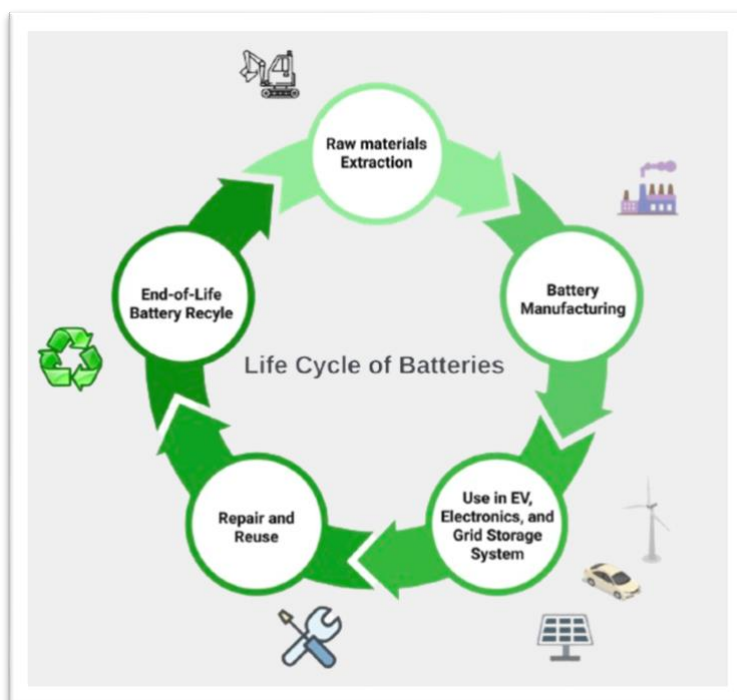 Raw materials
Extraction
Battery
Manufacturing
Use in EV,
Electronics, and
Grid Storage
System
Repair and
Reuse
End-of-Life
Battery Recyle
Life Cycle of Batteries